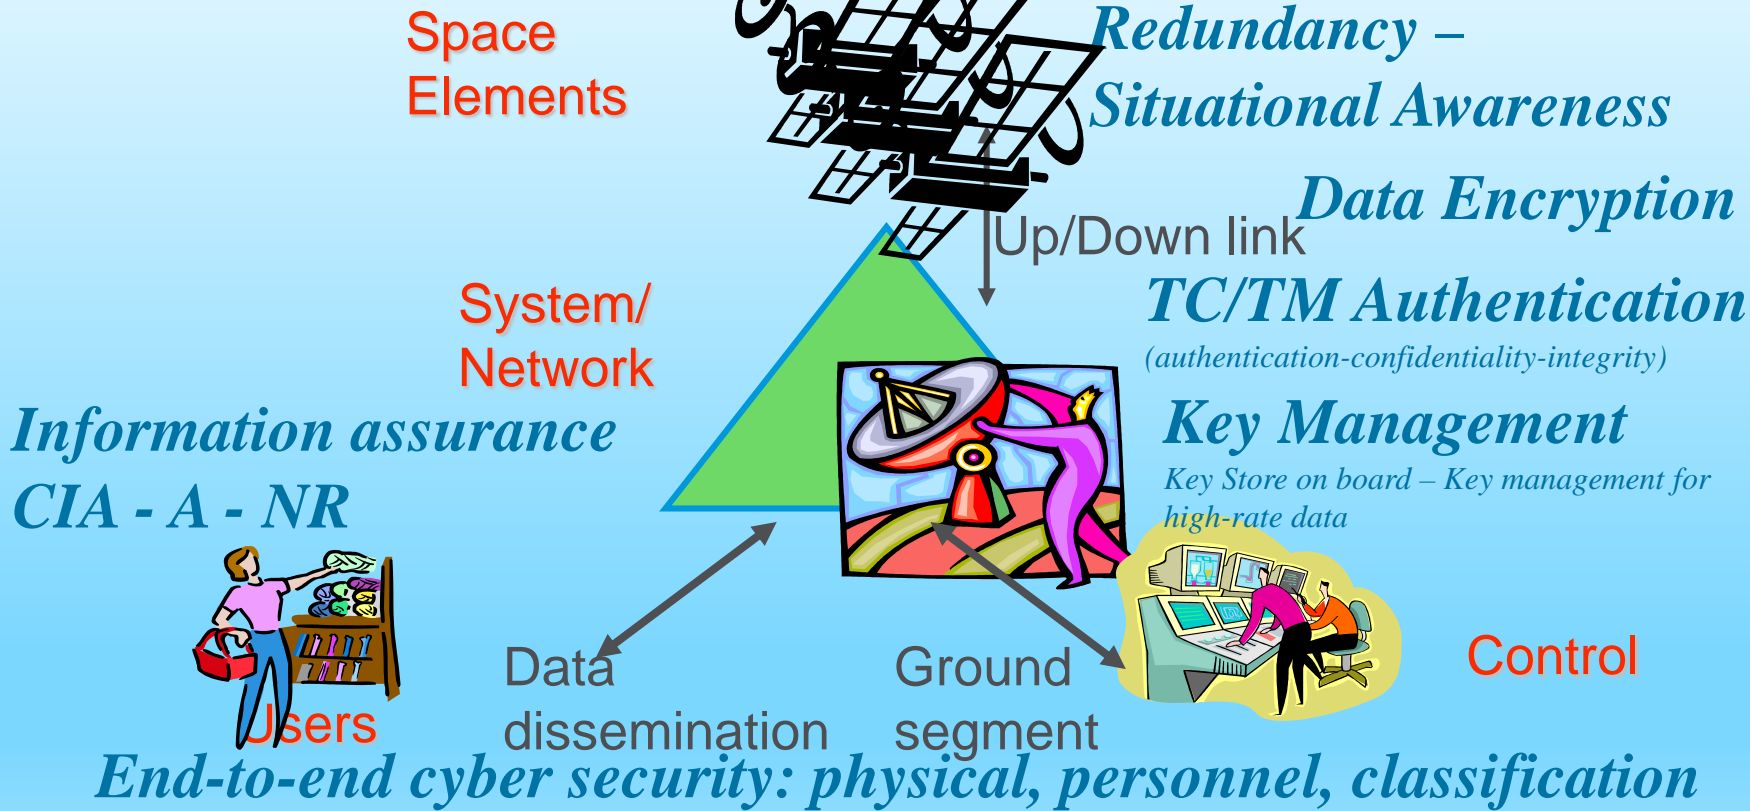 Space
Elements
Redundancy –
Situational Awareness
Data Encryption
Up/Down link
System/
Network
TC/TM Authentication
(authentication-confidentiality-integrity)
Information assurance
CIA - A - NR
Key Management
Key Store on board – Key management for
high-rate data
Users
Data
dissemination
Ground
segment
Control
End-to-end cyber security: physical, personnel, classification